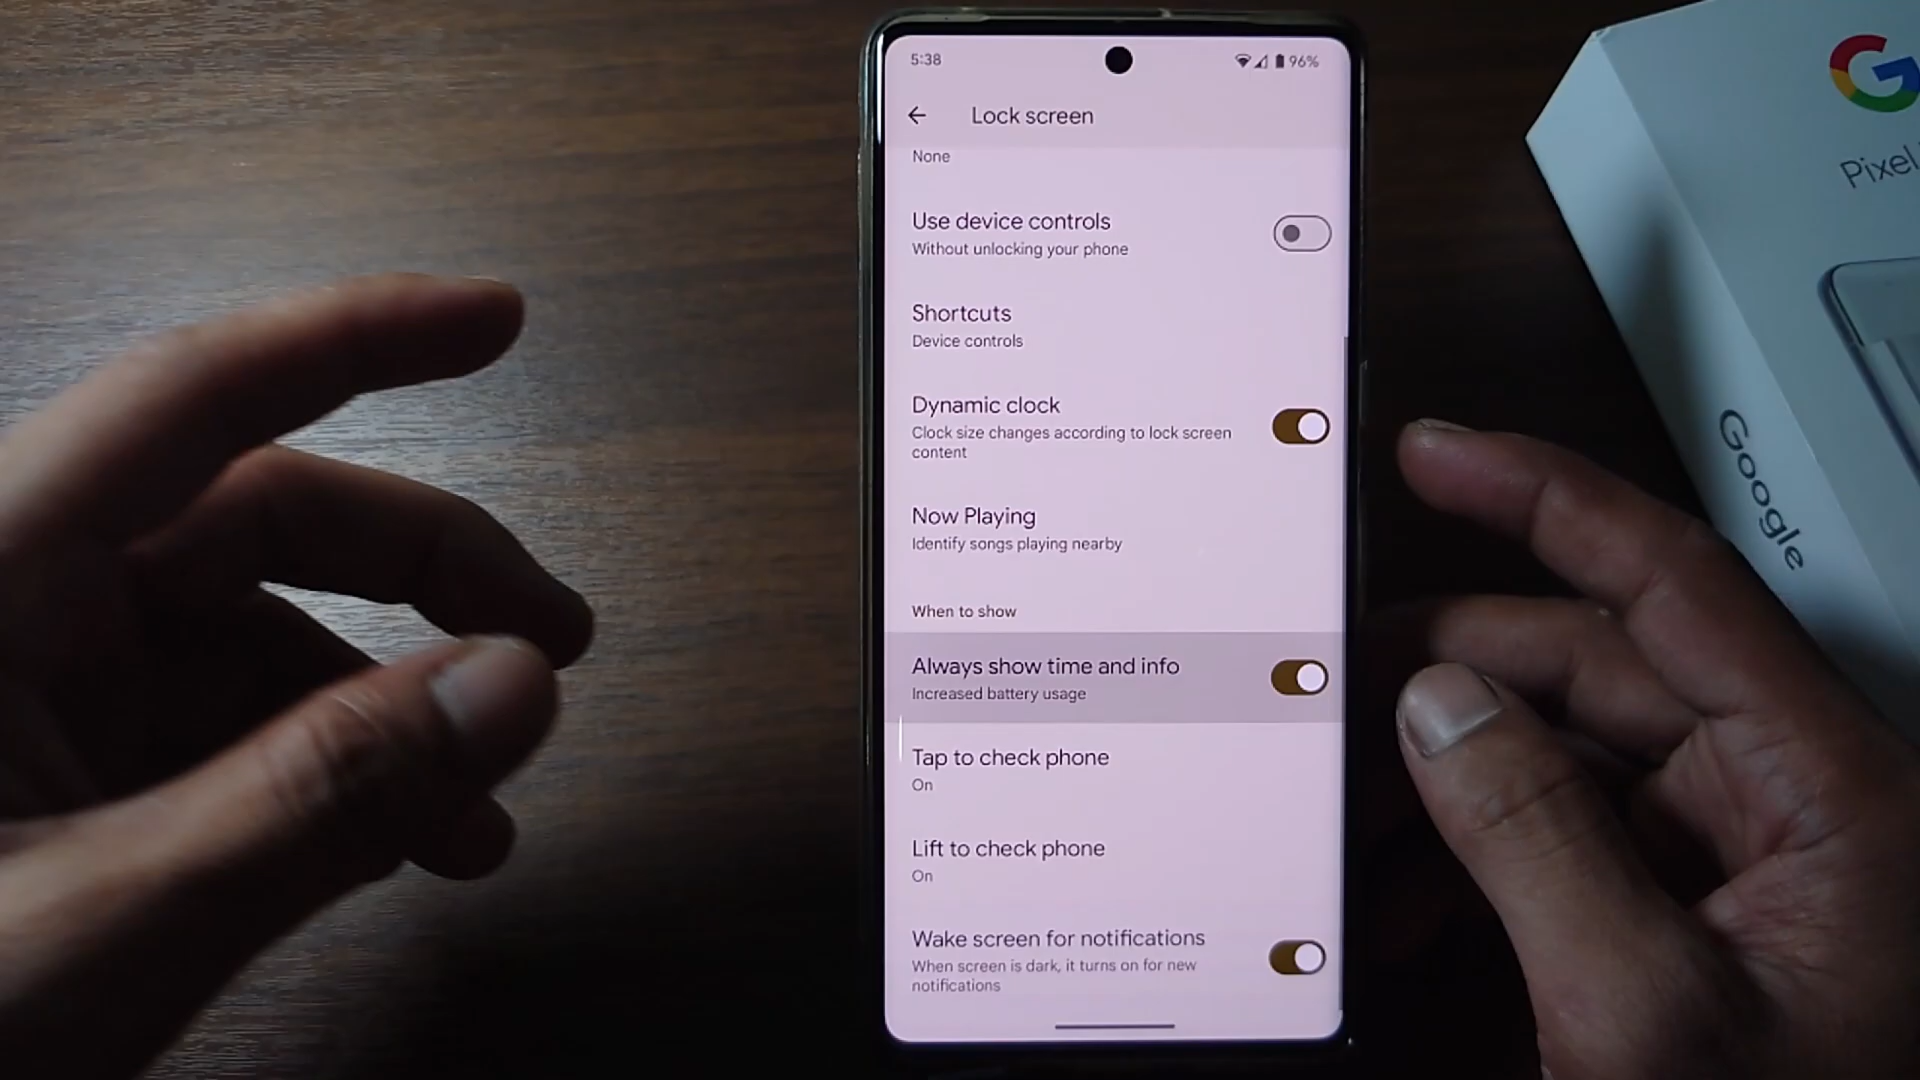 5:38
96%
Lock screen
None
Use device controls
Without unlocking your phone
Shortcuts
Device controls
Dynamic clock
Clock size changes according to lock screen
content
Now Playing
Identify songs playing nearby
When to show
Always show time and info
Increased battery usage
Tap to check phone
On
Lift to check phone
On
Wake screen for notifications
When screen is dark, it turns on for new
notifications
G
Pixel
Google